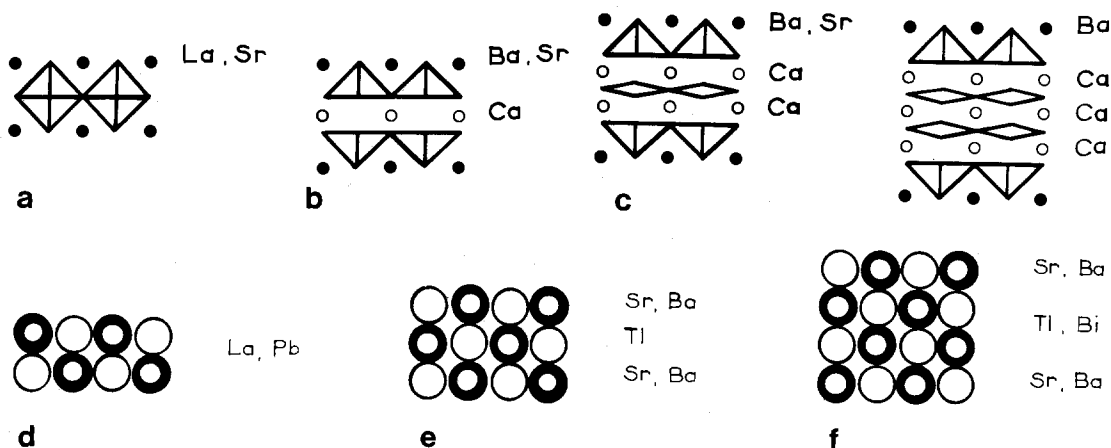 La, Sr
a
Ba, Sr
Ca
b
Ba, Sr
Ca
Ca
c
Ba
Ca
Ca
Ca
La, Pb
d
Sr, Ba
Tl
Sr, Ba
e
Sr, Ba
Tl, Bi
Sr, Ba
f